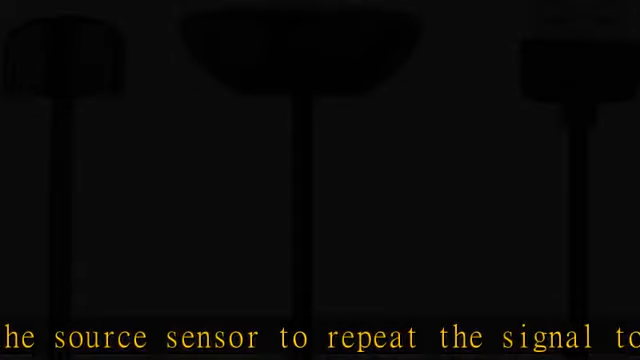 he source sensor to repeat the signal to